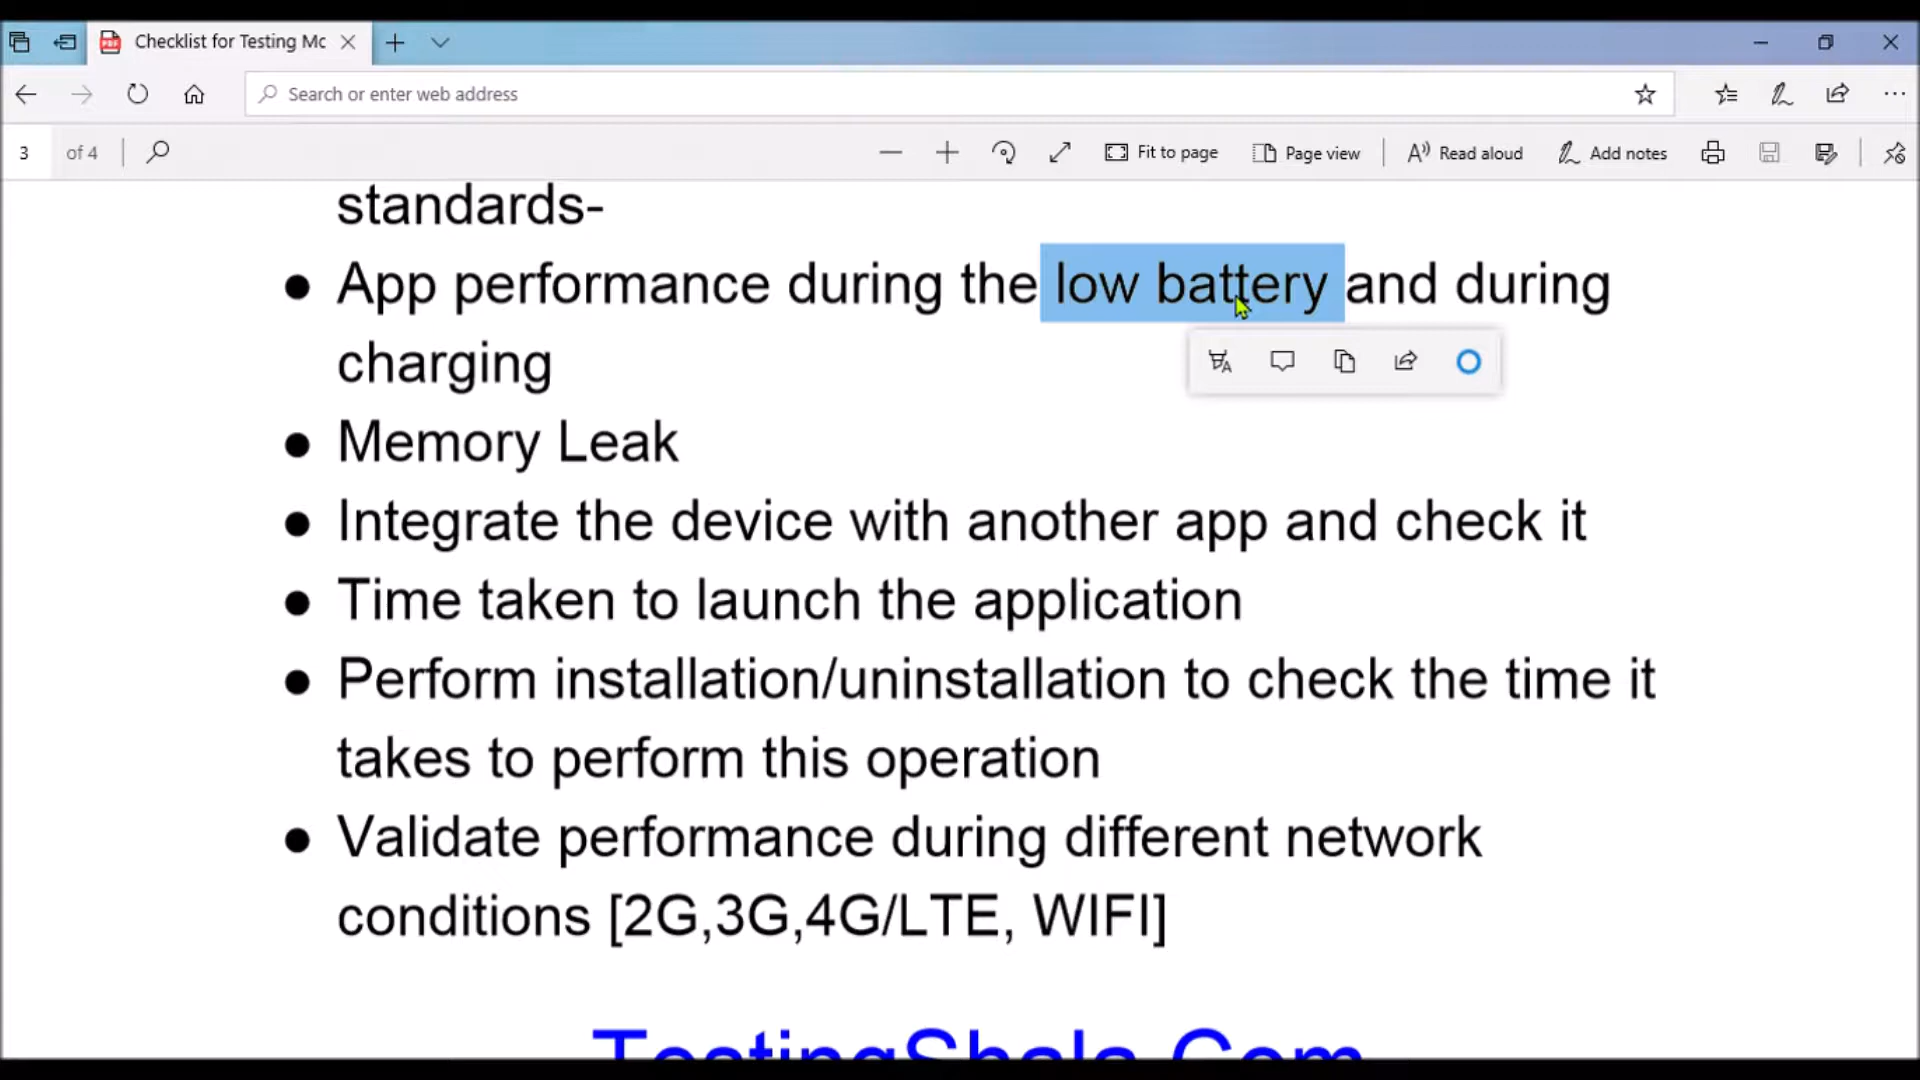 Checklist for Testing Mc
Search or enter web address
3 of 4 Fit to page Page view Read aloud Add notes
standards-
● App performance during the low battery and during
charging
● Memory Leak
● Integrate the device with another app and check it
● Time taken to launch the application
● Perform installation/uninstallation to check the time it
takes to perform this operation
● Validate performance during different network
conditions [2G,3G,4G/LTE, WIFI]
TestingShala.Com